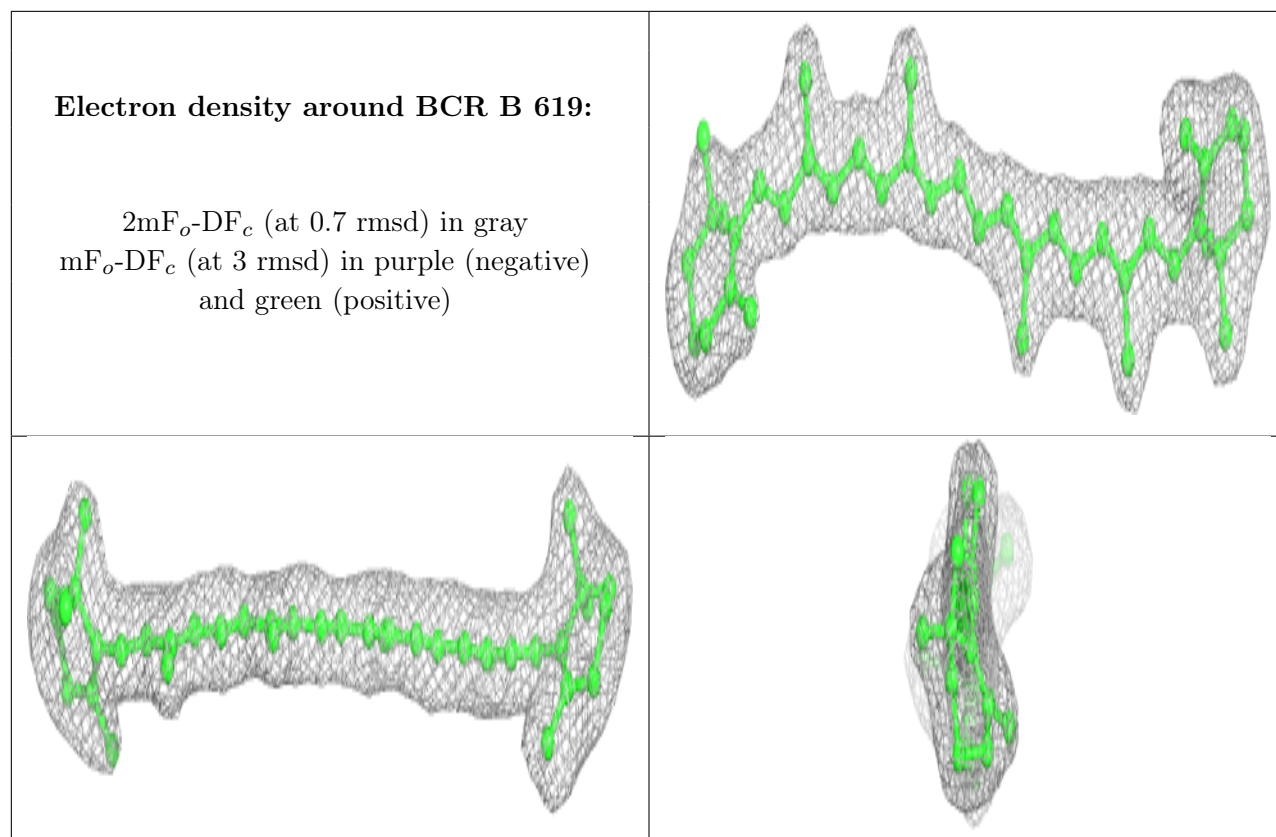 Electron density around BCR B 619:
2mFo-DFc (at 0.7 rmsd) in gray
mFo-DFc (at 3 rmsd) in purple (negative)
and green (positive)